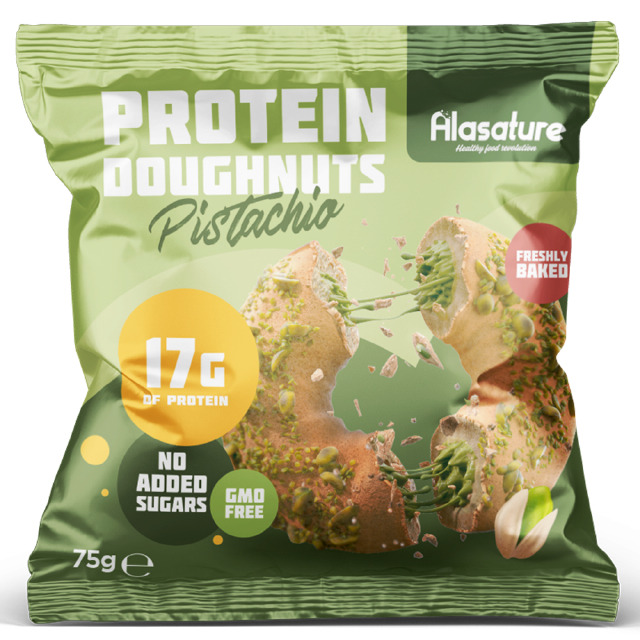 PROTEIN
DOUGHNUTS
Pistachio
Alasature
Healthy food revolution
FRESHLY
BAKED
17G
OF PROTEIN
NO
ADDED
SUGARS
GMO
FREE
75g ℮